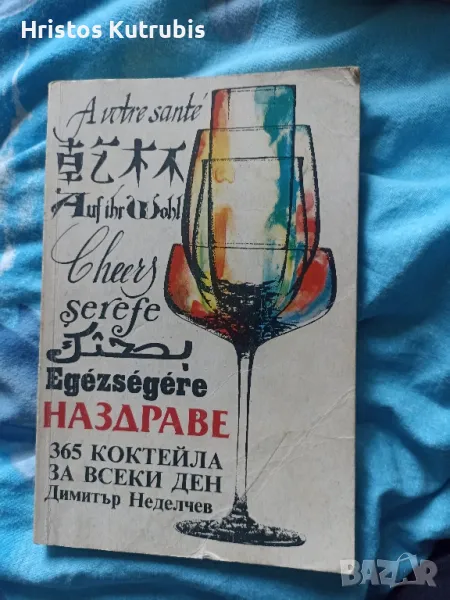 Hristos Kutrubis
A votre santé
乾杯
Auf ihr Wohl
Cheers
şerefe
بصحتك
Egészségére
НАЗДРАВЕ
365 КОКТЕЙЛА
ЗА ВСЕКИ ДЕН
Димитър Неделчев
BAZAR